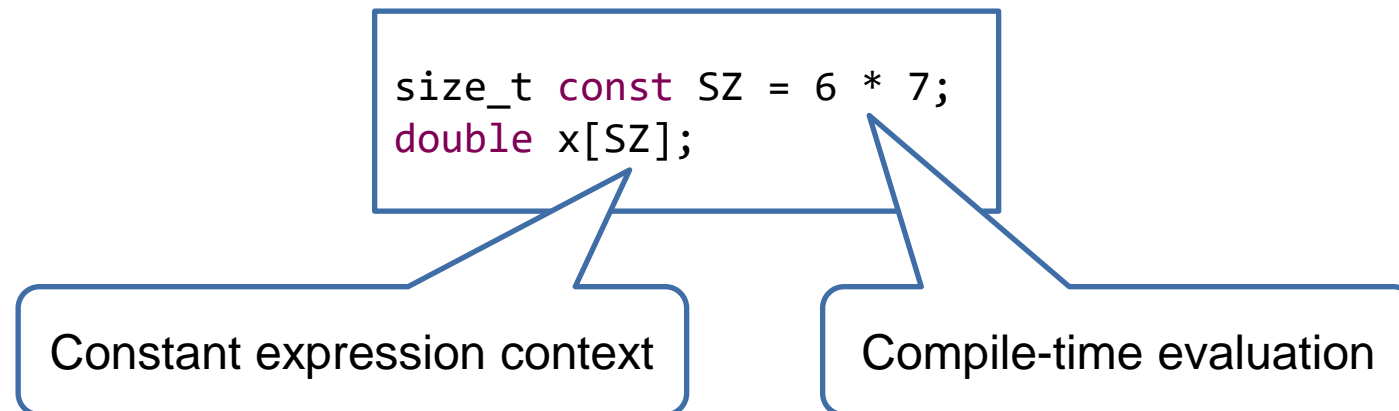 size_t const SZ = 6 * 7;
double x[SZ];
Constant expression context
Compile-time evaluation